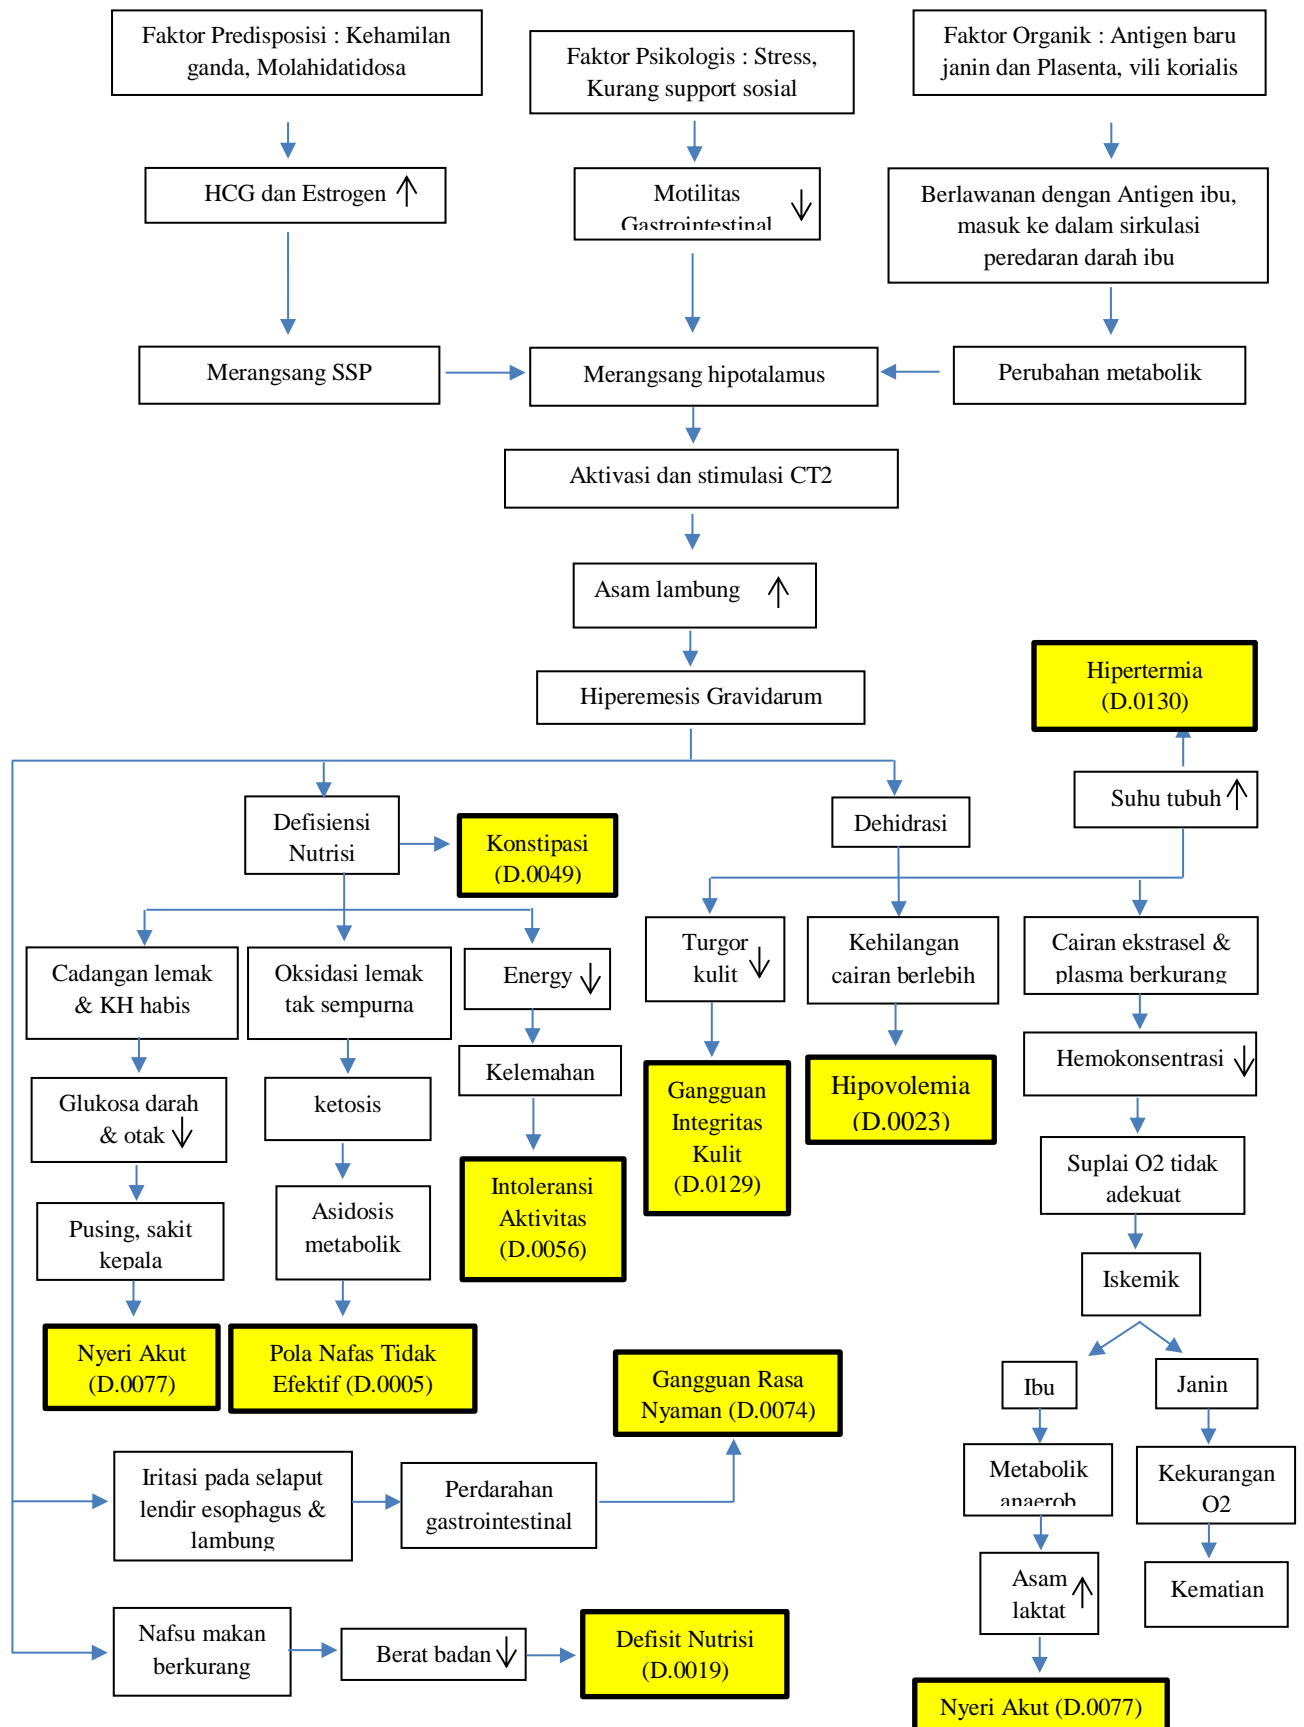 Faktor Predisposisi : Kehamilan
ganda, Molahidatidosa
Faktor Psikologis : Stress,
Kurang support sosial
Faktor Organik : Antigen baru
janin dan Plasenta, vili korialis
HCG dan Estrogen
Motilitas
Gastrointestinal
Berlawanan dengan Antigen ibu,
masuk ke dalam sirkulasi
peredaran darah ibu
Merangsang SSP
Merangsang hipotalamus
Perubahan metabolik
Aktivasi dan stimulasi CT2
Asam lambung
Hiperemesis Gravidarum
Hipertermia
(D.0130)
Suhu tubuh
Defisiensi
Nutrisi
Konstipasi
(D.0049)
Dehidrasi
Cadangan lemak
& KH habis
Oksidasi lemak
tak sempurna
Energy
Turgor
kulit
Kehilangan
cairan berlebih
Cairan ekstrasel &
plasma berkurang
Glukosa darah
& otak
ketosis
Kelemahan
Gangguan
Integritas
Kulit
(D.0129)
Hipovolemia
(D.0023)
Hemokonsentrasi
Pusing, sakit
kepala
Asidosis
metabolik
Intoleransi
Aktivitas
(D.0056)
Suplai O2 tidak
adekuat
Iskemik
Nyeri Akut
(D.0077)
Pola Nafas Tidak
Efektif (D.0005)
Gangguan Rasa
Nyaman (D.0074)
Ibu
Janin
Iritasi pada selaput
lendir esophagus &
lambung
Perdarahan
gastrointestinal
Metabolik
anaerob
Kekurangan
O2
Asam
laktat
Kematian
Nafsu makan
berkurang
Berat badan
Defisit Nutrisi
(D.0019)
Nyeri Akut (D.0077)